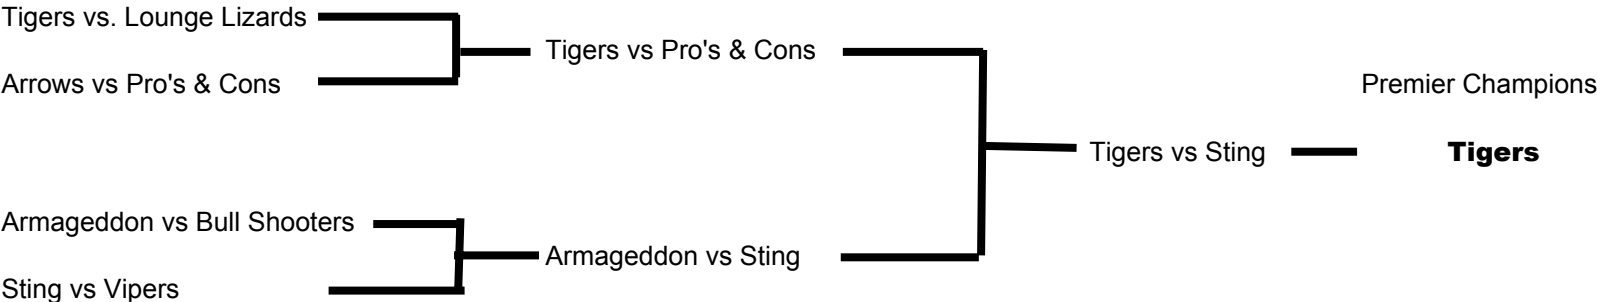 Tigers vs. Lounge Lizards
Tigers vs Pro's & Cons
Arrows vs Pro's & Cons
Premier Champions
Tigers vs Sting
Tigers
Armageddon vs Bull Shooters
Armageddon vs Sting
Sting vs Vipers